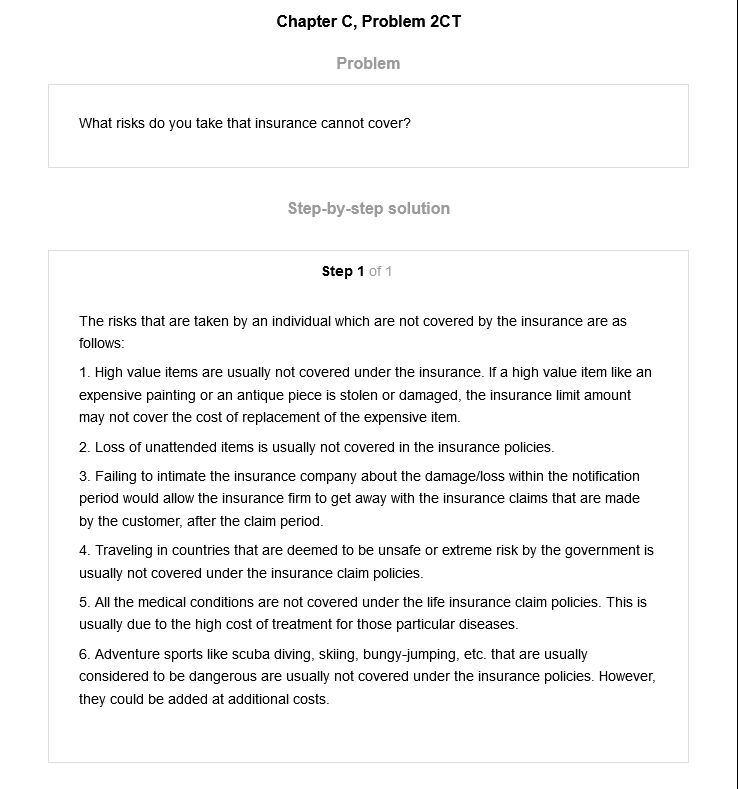 Chapter C, Problem 2CT
Problem
What risks do you take that insurance cannot cover?
Step-by-step solution
Step 1 of 1
The risks that are taken by an individual which are not covered by the insurance are as
follows:
1. High value items are usually not covered under the insurance. If a high value item like an
expensive painting or an antique piece is stolen or damaged, the insurance limit amount
may not cover the cost of replacement of the expensive item.
2. Loss of unattended items is usually not covered in the insurance policies.
3. Failing to intimate the insurance company about the damage/loss within the notification
period would allow the insurance firm to get away with the insurance claims that are made
by the customer, after the claim period.
4. Traveling in countries that are deemed to be unsafe or extreme risk by the government is
usually not covered under the insurance claim policies.
5. All the medical conditions are not covered under the life insurance claim policies. This is
usually due to the high cost of treatment for those particular diseases.
6. Adventure sports like scuba diving, skiing, bungy-jumping, etc. that are usually
considered to be dangerous are usually not covered under the insurance policies. However,
they could be added at additional costs.